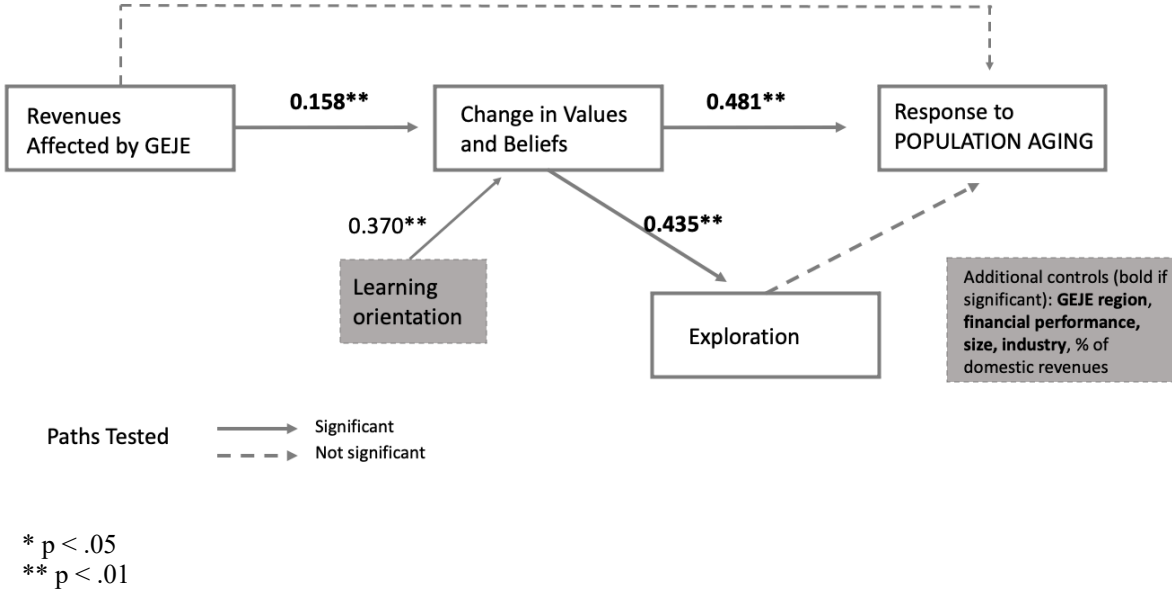 Revenues
Affected by GEJE
0.158**
Change in Values
and Beliefs
0.481**
Response to
POPULATION AGING
0.370**
0.435**
Learning
orientation
Exploration
Additional controls (bold if
significant): GEJE region,
financial performance,
size, industry, % of
domestic revenues
Paths Tested
Significant
Not significant
* p < .05
** p < .01